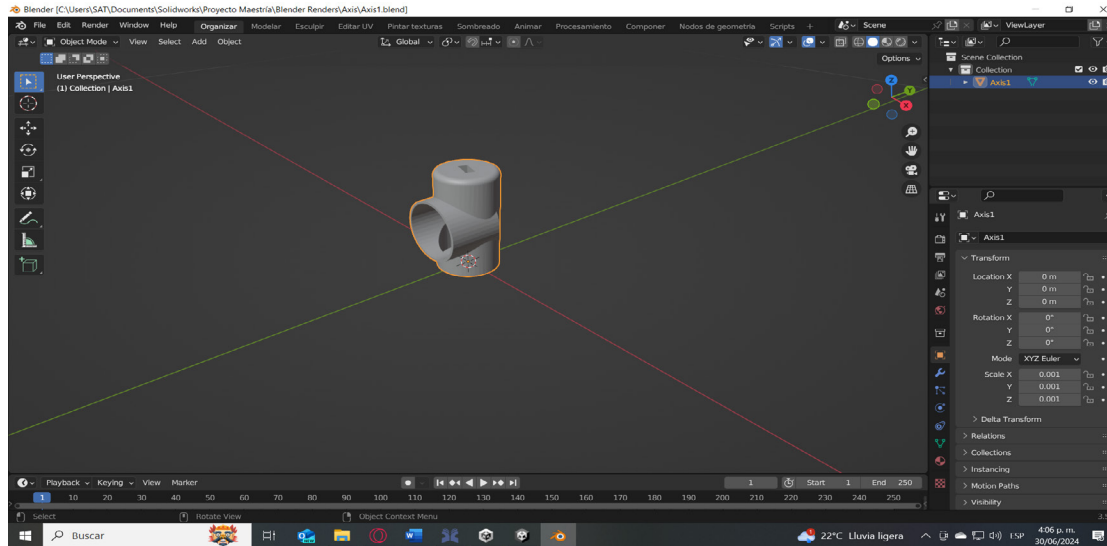 Blender [C:\Users\SAT\Documents\Solidworks\Proyecto Maestría\Blender Renders\Axis\Axis1.blend]
File Edit Render Window Help Organizar Modelar Esculpir Editar UV Pintar texturas Sombreado Animar Procesamiento Componer Nodos de geometría Scripts + Scene ViewLayer
Object Mode View Select Add Object Global
Options
User Perspective
(1) Collection | Axis1
Z
Y
X
Scene Collection
Collection
Axis1
Axis1
Axis1
Transform
Location X 0 m
Y 0 m
Z 0 m
Rotation X 0°
Y 0°
Z 0°
Mode XYZ Euler
Scale X 0.001
Y 0.001
Z 0.001
Delta Transform
Relations
Collections
Instancing
Motion Paths
Visibility
Playback Keying View Marker 1 Start 1 End 250
1 10 20 30 40 50 60 70 80 90 100 110 120 130 140 150 160 170 180 190 200 210 220 230 240 250
Select Rotate View Object Context Menu
Buscar 22°C Lluvia ligera ESP 4:06 p. m.
30/06/2024